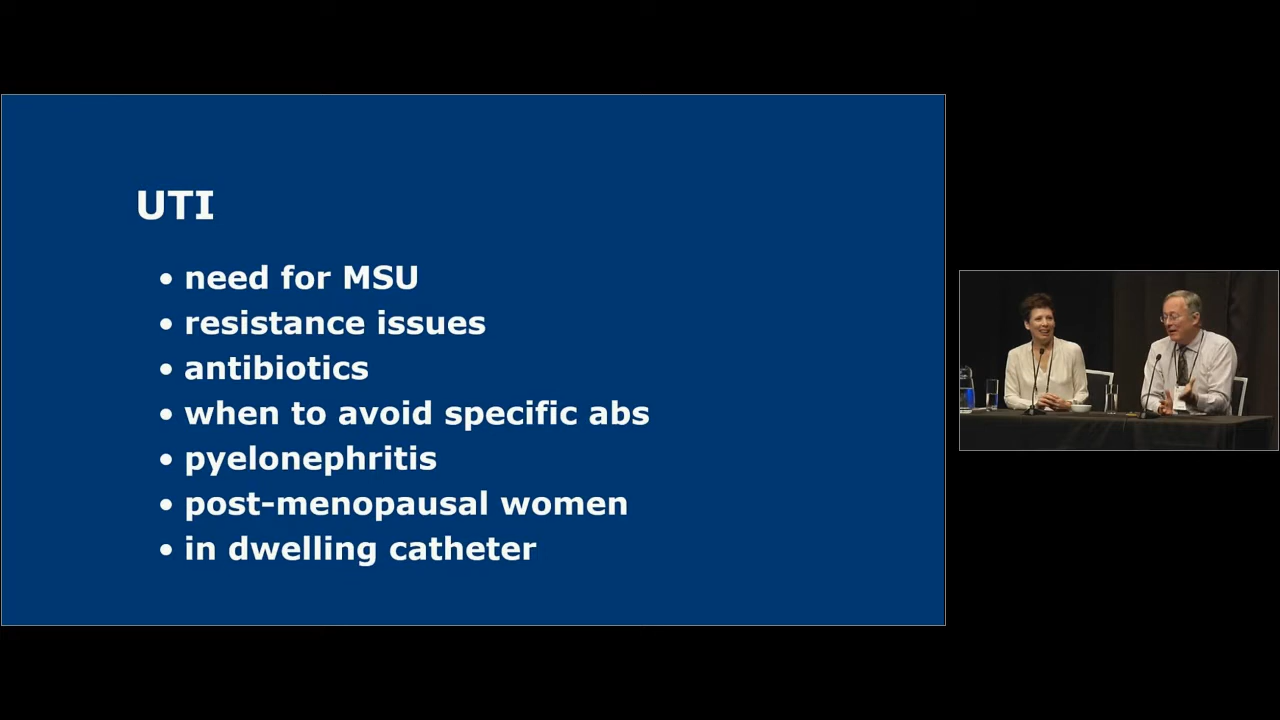 UTI
• need for MSU
• resistance issues
• antibiotics
• when to avoid specific abs
• pyelonephritis
• post-menopausal women
• in dwelling catheter